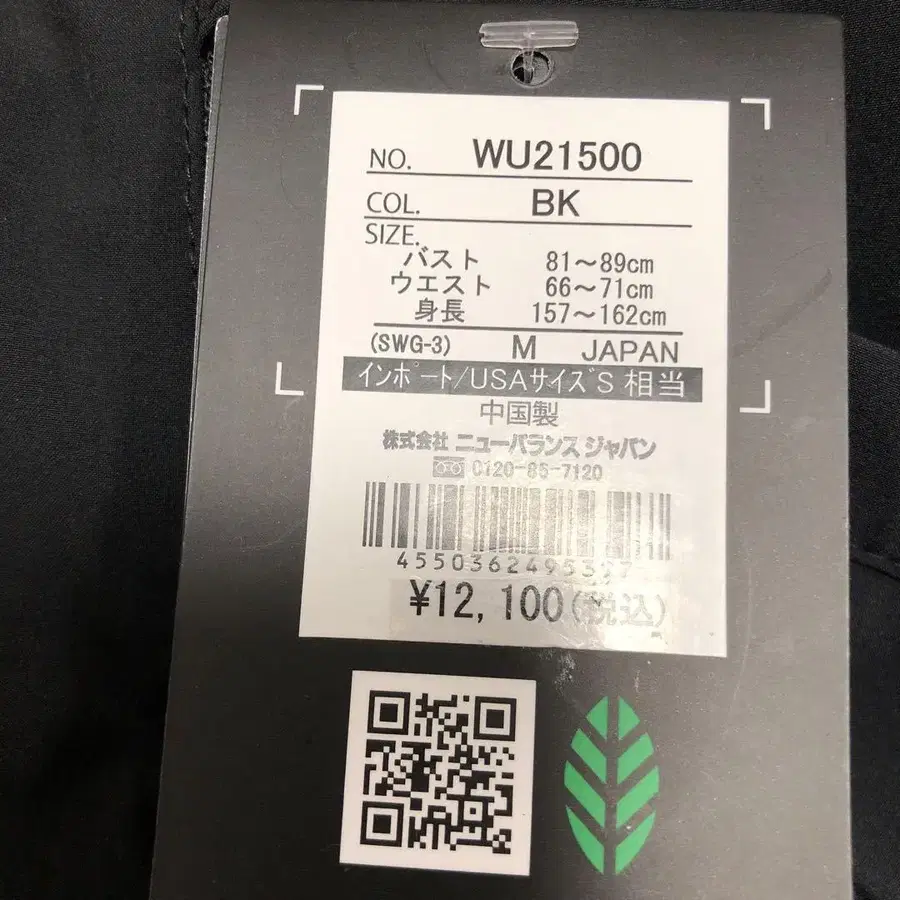 NO. WU21500
COL. BK
SIZE.
バスト 81～89cm
ウエスト 66～71cm
身長 157～162cm
(SWG-3) M JAPAN
インポート/USAサイズS 相当
中国製
株式会社 ニューバランス ジャパン
0120-85-7120
¥12,100(税込)